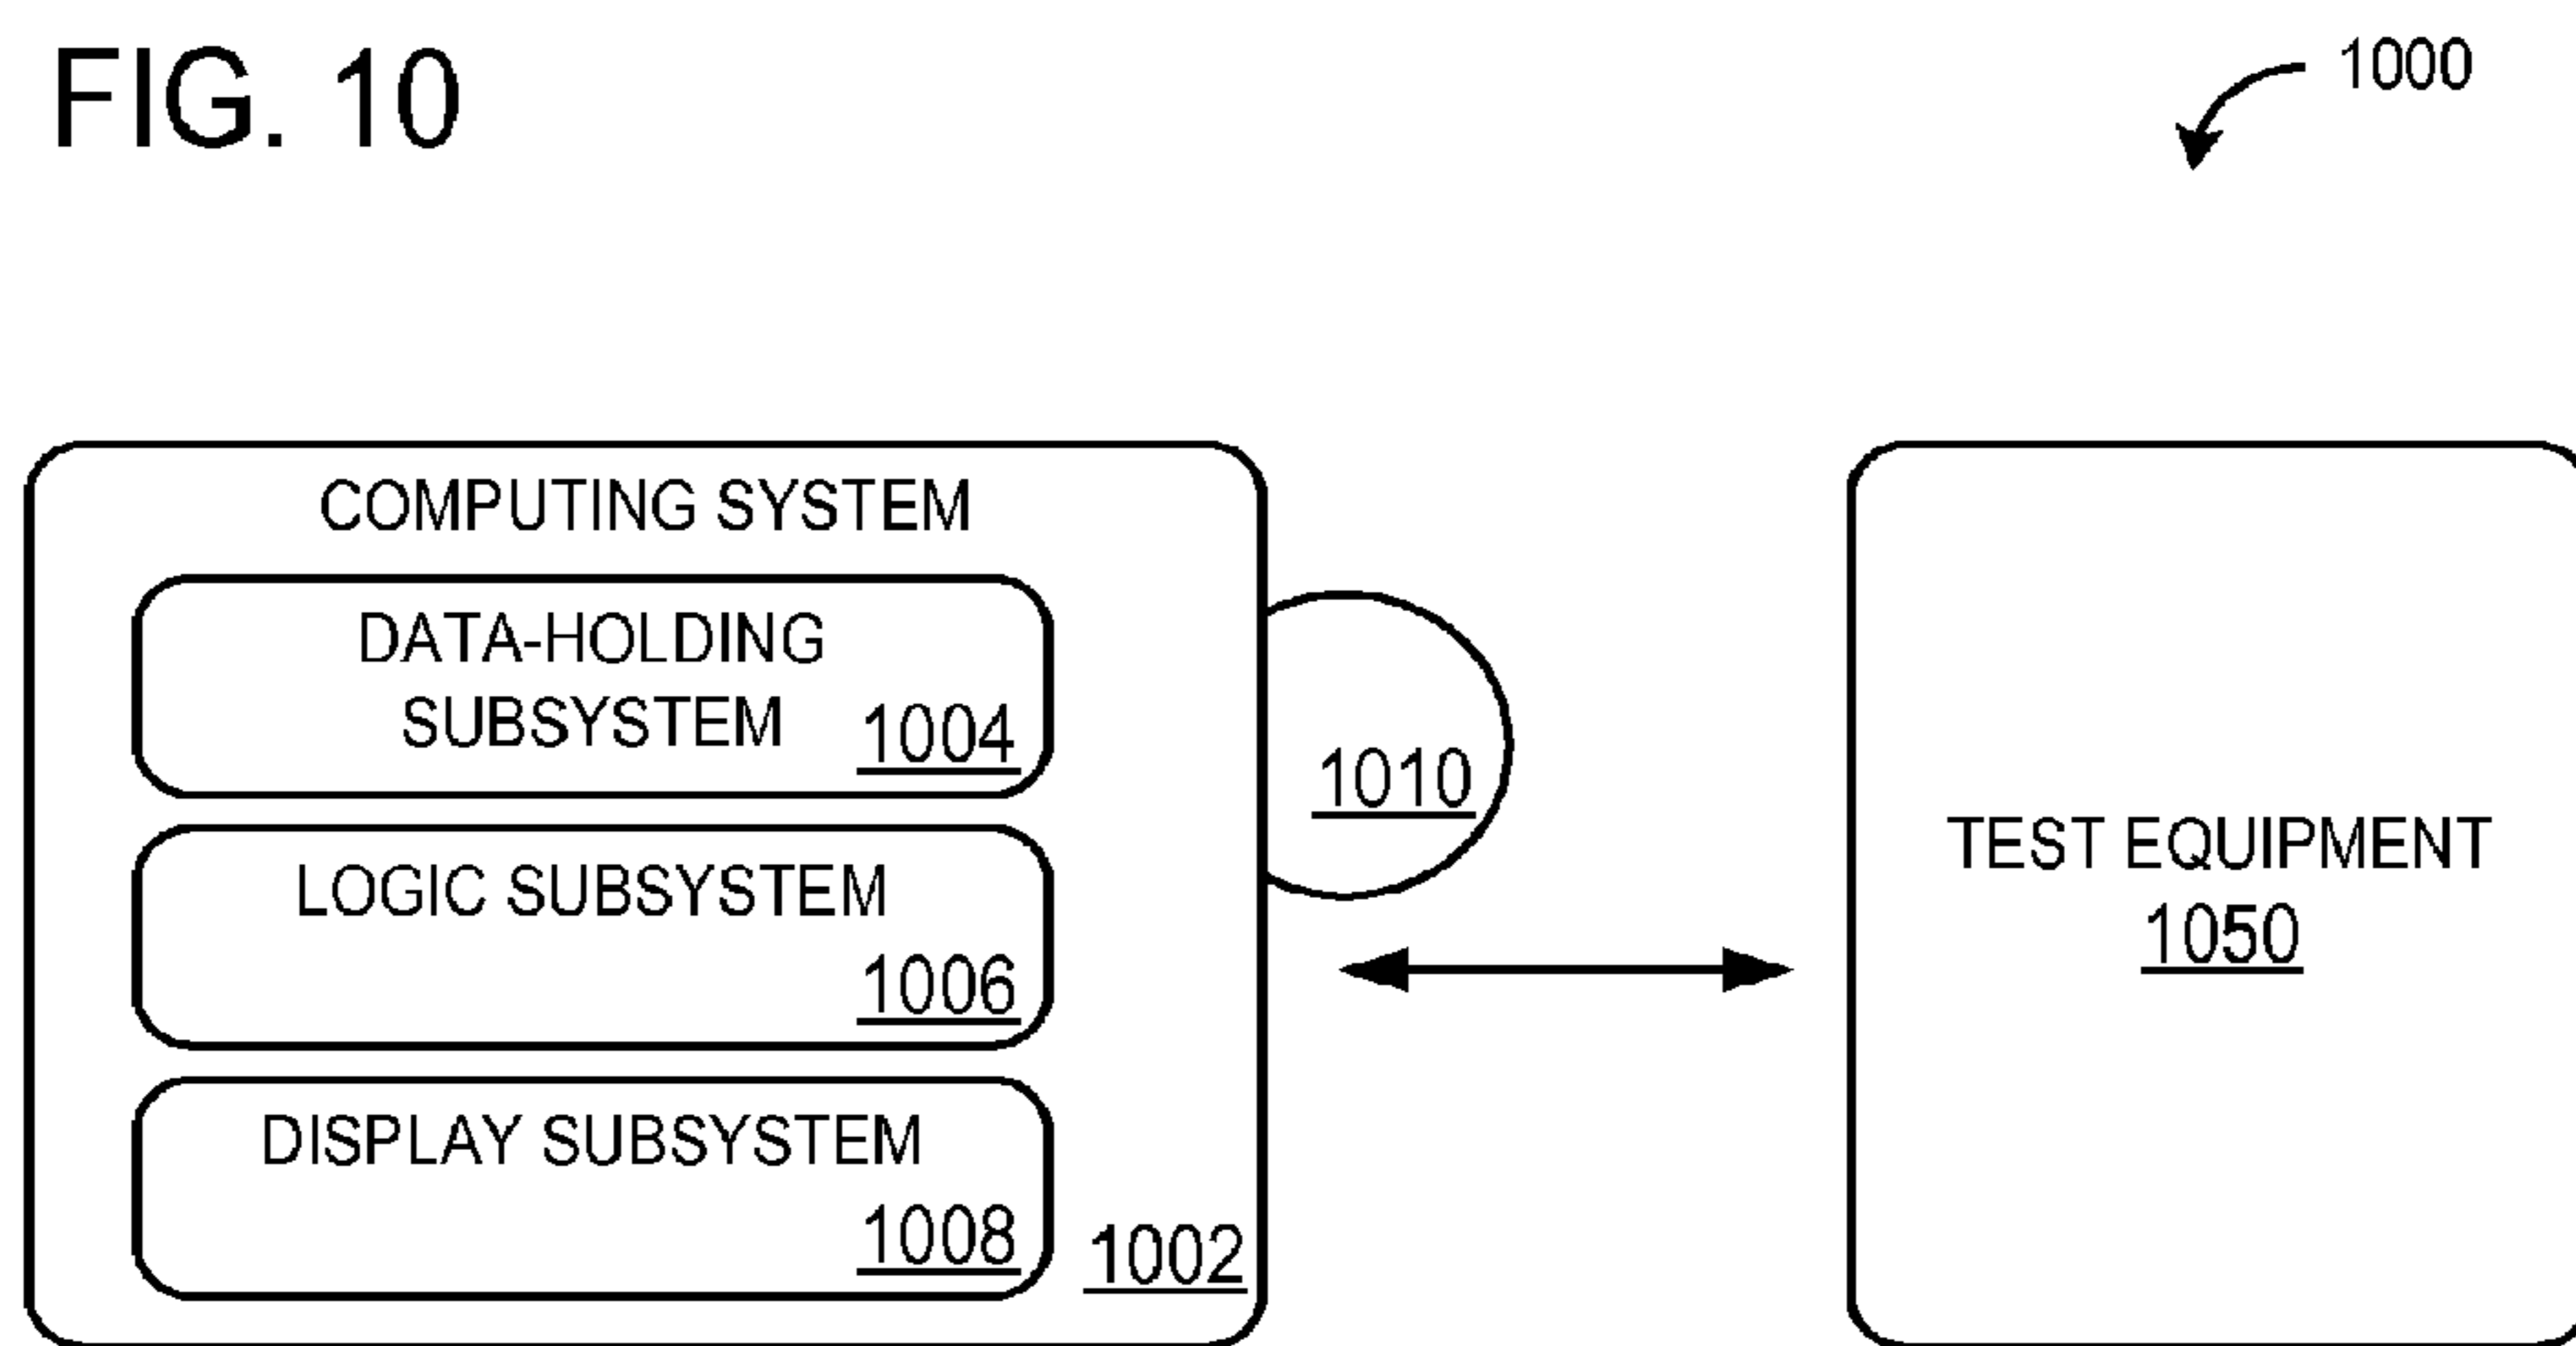 FIG. 10
1000
COMPUTING SYSTEM
DATA-HOLDING
SUBSYSTEM
1004
LOGIC SUBSYSTEM
1006
DISPLAY SUBSYSTEM
1008
1002
1010
TEST EQUIPMENT
1050